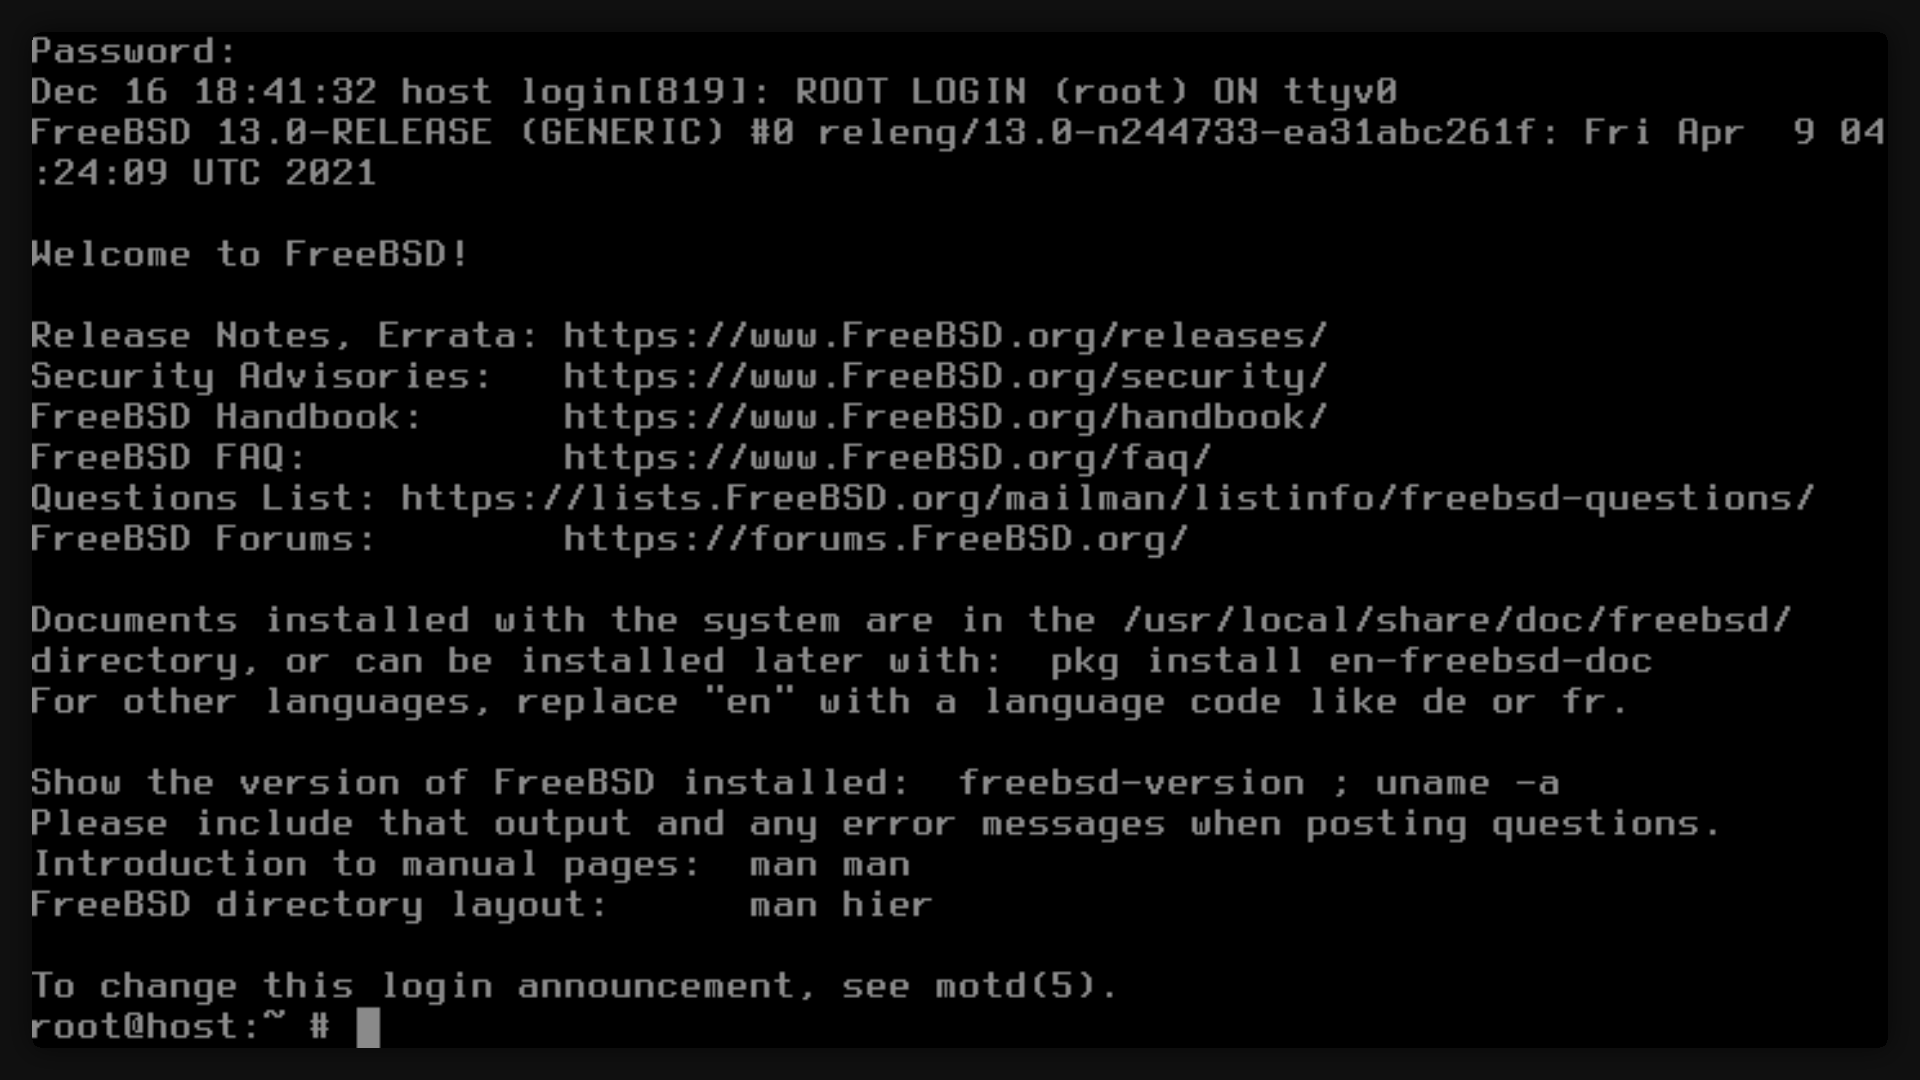 Password:
Dec 16 18:41:32 host login[819]: ROOT LOGIN (root) ON ttyv0
FreeBSD 13.0-RELEASE (GENERIC) #0 releng/13.0-n244733-ea31abc261f: Fri Apr  9 04
:24:09 UTC 2021
Welcome to FreeBSD!
Release Notes, Errata: https://www.FreeBSD.org/releases/
Security Advisories:   https://www.FreeBSD.org/security/
FreeBSD Handbook:      https://www.FreeBSD.org/handbook/
FreeBSD FAQ:           https://www.FreeBSD.org/faq/
Questions List: https://lists.FreeBSD.org/mailman/listinfo/freebsd-questions/
FreeBSD Forums:        https://forums.FreeBSD.org/
Documents installed with the system are in the /usr/local/share/doc/freebsd/
directory, or can be installed later with:  pkg install en-freebsd-doc
For other languages, replace "en" with a language code like de or fr.
Show the version of FreeBSD installed:  freebsd-version ; uname -a
Please include that output and any error messages when posting questions.
Introduction to manual pages:  man man
FreeBSD directory layout:      man hier
To change this login announcement, see motd(5).
root@host:~ #